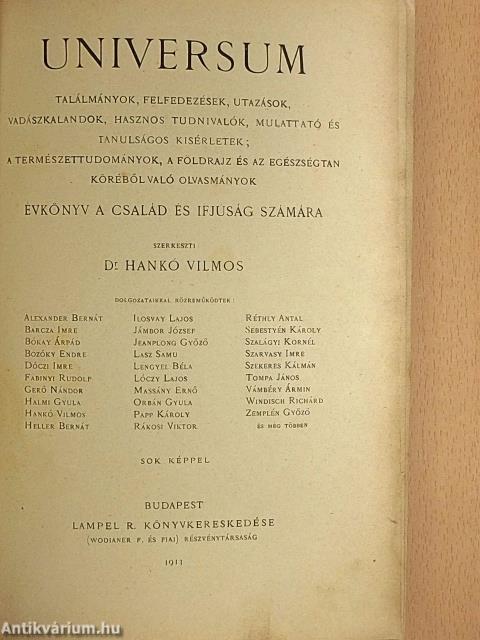 UNIVERSUM
TALÁLMÁNYOK, FELFEDEZÉSEK, UTAZÁSOK,
VADÁSZKALANDOK, HASZNOS TUDNIVALÓK, MULATTATÓ ÉS
TANULSÁGOS KISÉRLETEK;
A TERMÉSZETTUDOMÁNYOK, A FÖLDRAJZ ÉS AZ EGÉSZSÉGTAN
KÖRÉBŐL VALÓ OLVASMÁNYOK
ÉVKÖNYV A CSALÁD ÉS IFJUSÁG SZÁMÁRA
SZERKESZTI
Dr HANKÓ VILMOS
DOLGOZATAIKKAL KÖZREMŰKÖDTEK:
ALEXANDER BERNÁT
BARCZA IMRE
BÓKAY ÁRPÁD
BOZÓKY ENDRE
DÓCZI IMRE
FABINYI RUDOLF
GERŐ NÁNDOR
HALMI GYULA
HANKÓ VILMOS
HELLER BERNÁT
ILOSVAY LAJOS
JÁMBOR JÓZSEF
JEANPLONG GYŐZŐ
LASZ SAMU
LENGYEL BÉLA
LÓCZY LAJOS
MASSÁNY ERNŐ
ORBÁN GYULA
PAPP KÁROLY
RÁKOSI VIKTOR
RÉTHLY ANTAL
SEBESTYÉN KÁROLY
SZALÁGYI KORNÉL
SZARVASY IMRE
SZEKERES KÁLMÁN
TOMPA JÁNOS
VÁMBÉRY ÁRMIN
WINDISCH RICHÁRD
ZEMPLÉN GYŐZŐ
ÉS MÉG TÖBBEN
SOK KÉPPEL
BUDAPEST
LAMPEL R. KÖNYVKERESKEDÉSE
(WODIANER F. ÉS FIAI) RÉSZVÉNYTÁRSASÁG
1911
Antikvárium.hu